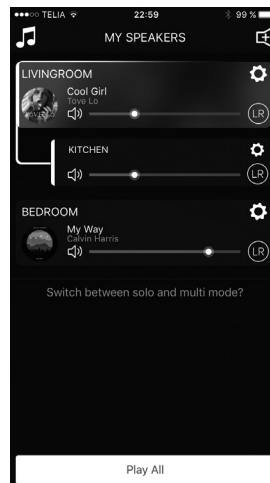 TELIA 22:59 99 %
MY SPEAKERS
LIVINGROOM
Cool Girl
Tove Lo
LR
KITCHEN
LR
BEDROOM
My Way
Calvin Harris
LR
Switch between solo and multi mode?
Play All